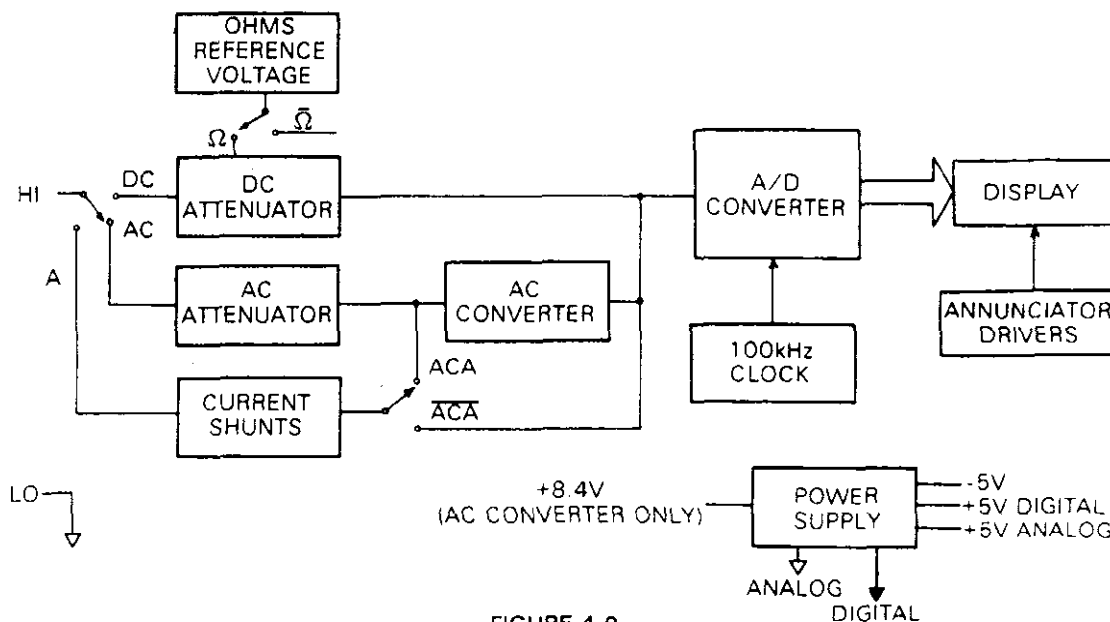 OHMS
REFERENCE
VOLTAGE
Ω
Ω̅
HI
DC
AC
A
DC
ATTENUATOR
A/D
CONVERTER
DISPLAY
AC
ATTENUATOR
AC
CONVERTER
100kHz
CLOCK
ANNUNCIATOR
DRIVERS
CURRENT
SHUNTS
ACA
A̅C̅A̅
LO
+8.4V
(AC CONVERTER ONLY)
POWER
SUPPLY
-5V
+5V DIGITAL
+5V ANALOG
ANALOG
DIGITAL